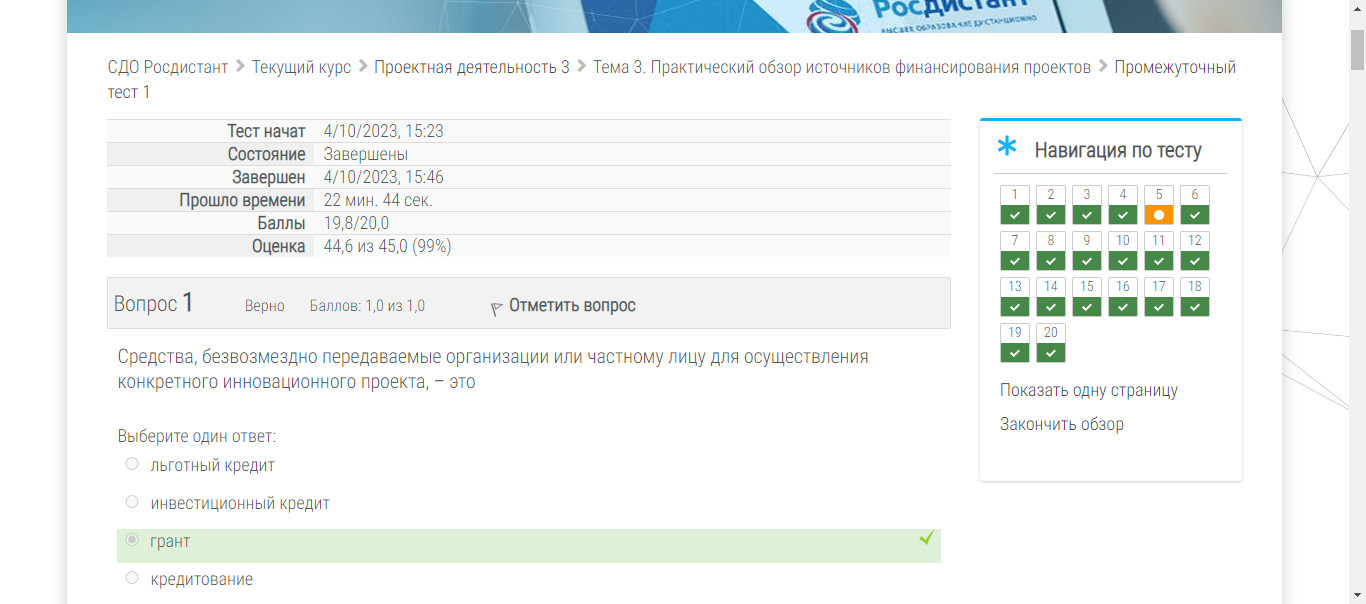 Росдистант
ВЫСШЕЕ ОБРАЗОВАНИЕ ДИСТАНЦИОННО
СДО Росдистант > Текущий курс > Проектная деятельность 3 > Тема 3. Практический обзор источников финансирования проектов > Промежуточный
тест 1
Тест начат 4/10/2023, 15:23
Состояние Завершены
Завершен 4/10/2023, 15:46
Прошло времени 22 мин. 44 сек.
Баллы 19,8/20,0
Оценка 44,6 из 45,0 (99%)
Вопрос 1 Верно Баллов: 1,0 из 1,0 Отметить вопрос
Средства, безвозмездно передаваемые организации или частному лицу для осуществления
конкретного инновационного проекта, – это
Выберите один ответ:
льготный кредит
инвестиционный кредит
грант
кредитование
Навигация по тесту
1 2 3 4 5 6
7 8 9 10 11 12
13 14 15 16 17 18
19 20
Показать одну страницу
Закончить обзор